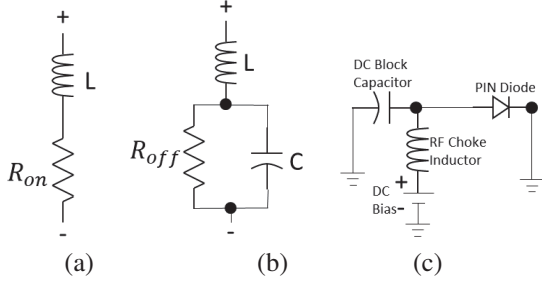 +
L
R_on
-
(a)
+
L
R_off
C
-
(b)
DC Block
Capacitor
PIN Diode
RF Choke
Inductor
+
DC
Bias-
(c)